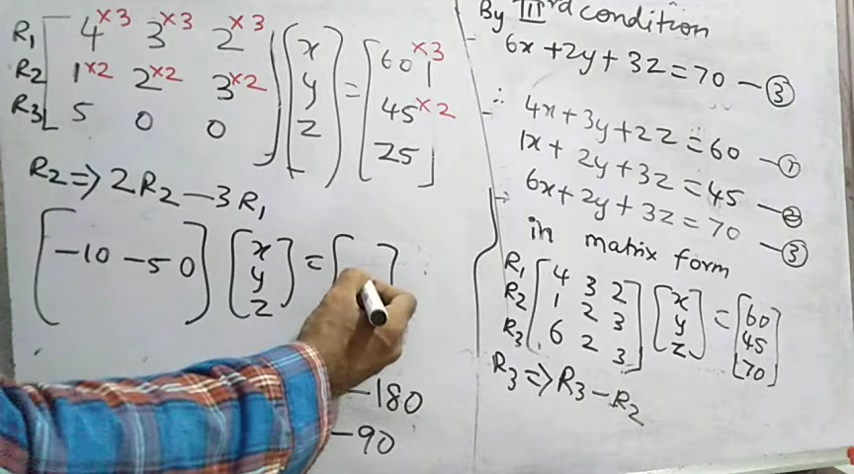 R1 4×3 3×3 2×3 x 60×3
R2 1×2 2×2 3×2 y = 45×2
R3 5 0 0 z 25
R2 => 2R2 - 3R1
x
-10 -5 0 y =
z
-180
-90
By IIIrd condition
6x + 2y + 3z = 70 - ③
∴ 4x + 3y + 2z = 60 - ①
1x + 2y + 3z = 45 - ②
6x + 2y + 3z = 70 - ③
in matrix form
R1 4 3 2 x 60
R2 1 2 3 y = 45
R3 6 2 3 z 70
R3 => R3 - R2